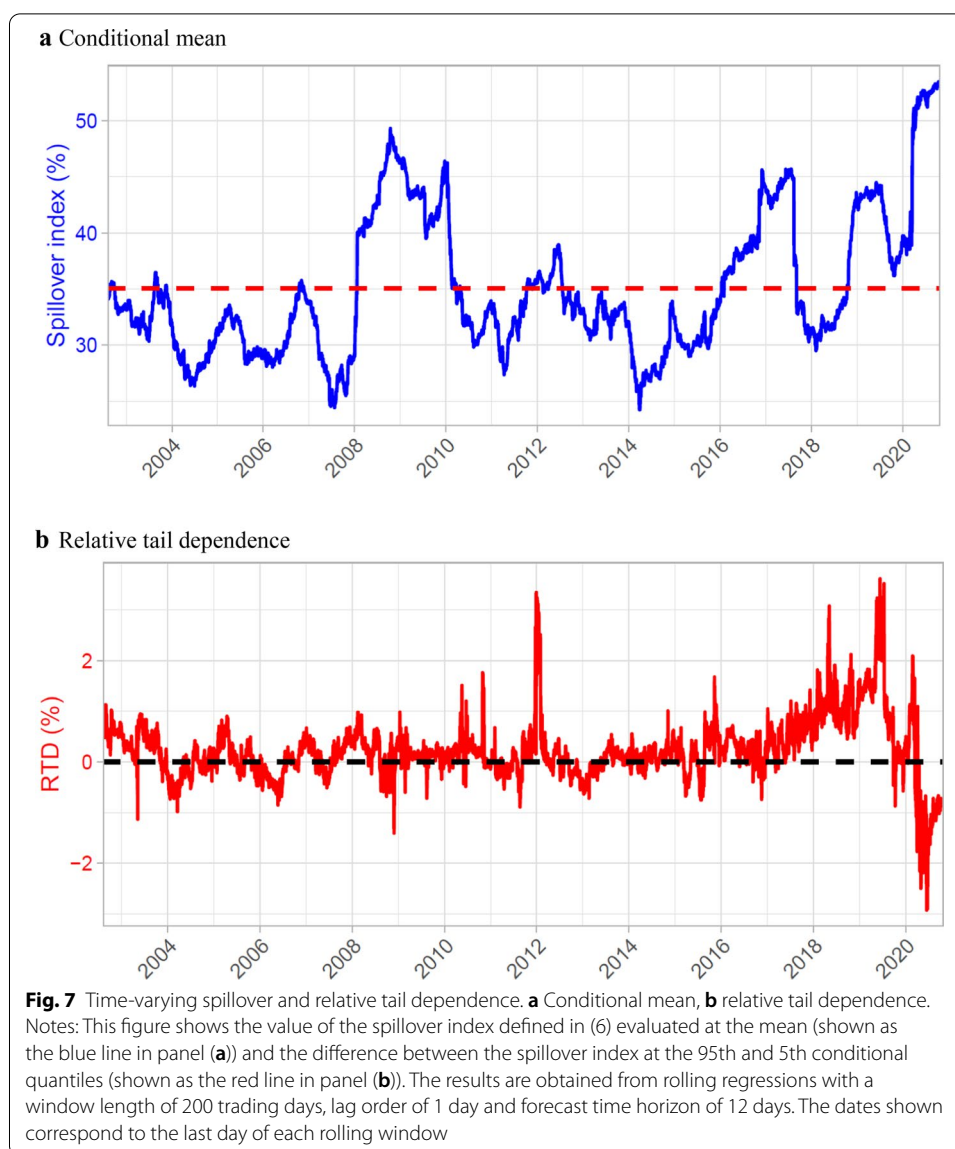 a Conditional mean
Spillover index (%)
50
40
30
2004
2006
2008
2010
2012
2014
2016
2018
2020
b Relative tail dependence
RTD (%)
2
0
−2
2004
2006
2008
2010
2012
2014
2016
2018
2020
Fig. 7 Time-varying spillover and relative tail dependence. a Conditional mean, b relative tail dependence.
Notes: This figure shows the value of the spillover index defined in (6) evaluated at the mean (shown as
the blue line in panel (a)) and the difference between the spillover index at the 95th and 5th conditional
quantiles (shown as the red line in panel (b)). The results are obtained from rolling regressions with a
window length of 200 trading days, lag order of 1 day and forecast time horizon of 12 days. The dates shown
correspond to the last day of each rolling window